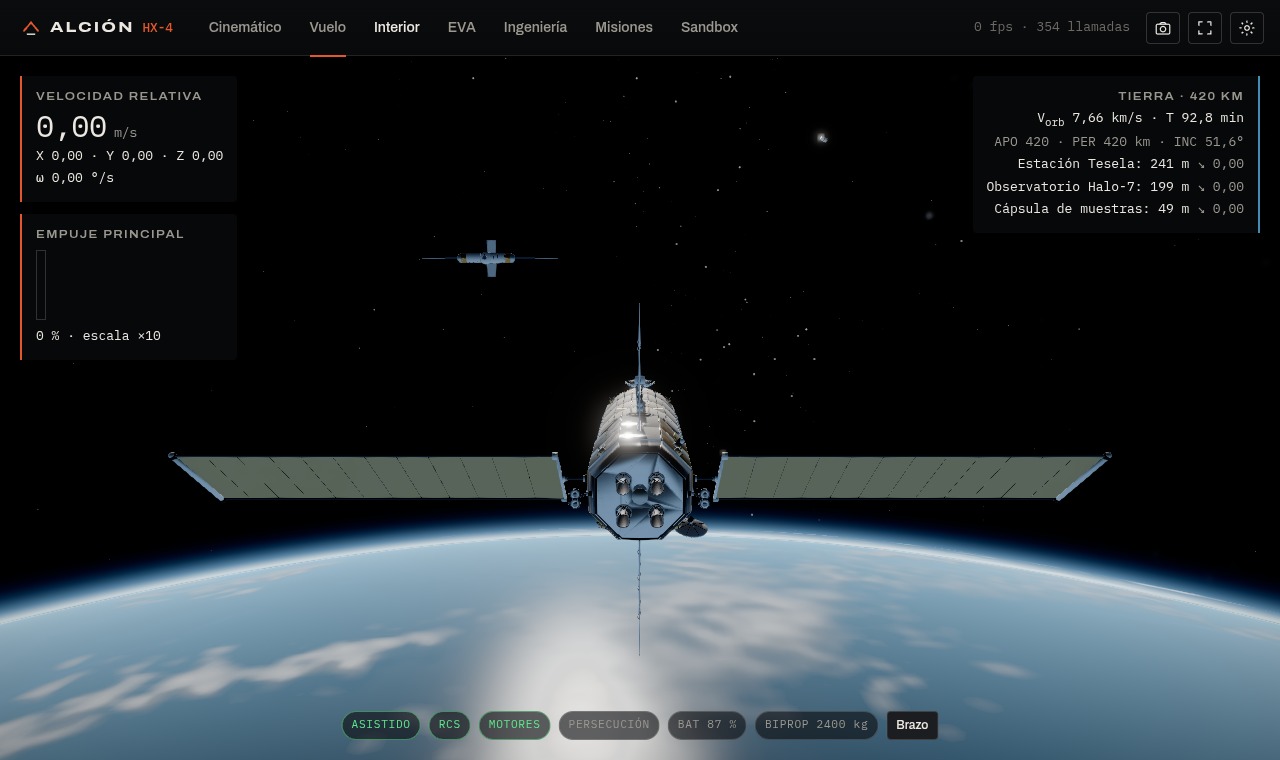 ALCIÓN HX-4 Cinemático Vuelo Interior EVA Ingeniería Misiones Sandbox 0 fps · 354 llamadas
VELOCIDAD RELATIVA
0,00 m/s
X 0,00 · Y 0,00 · Z 0,00
ω 0,00 °/s
EMPUJE PRINCIPAL
0 % · escala ×10
TIERRA · 420 KM
Vorb 7,66 km/s · T 92,8 min
APO 420 · PER 420 km · INC 51,6°
Estación Tesela: 241 m ↘ 0,00
Observatorio Halo-7: 199 m ↘ 0,00
Cápsula de muestras: 49 m ↘ 0,00
ASISTIDO RCS MOTORES PERSECUCIÓN BAT 87 % BIPROP 2400 kg Brazo